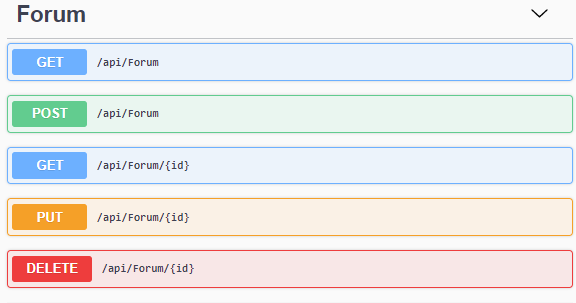 Forum
GET /api/Forum
POST /api/Forum
GET /api/Forum/{id}
PUT /api/Forum/{id}
DELETE /api/Forum/{id}